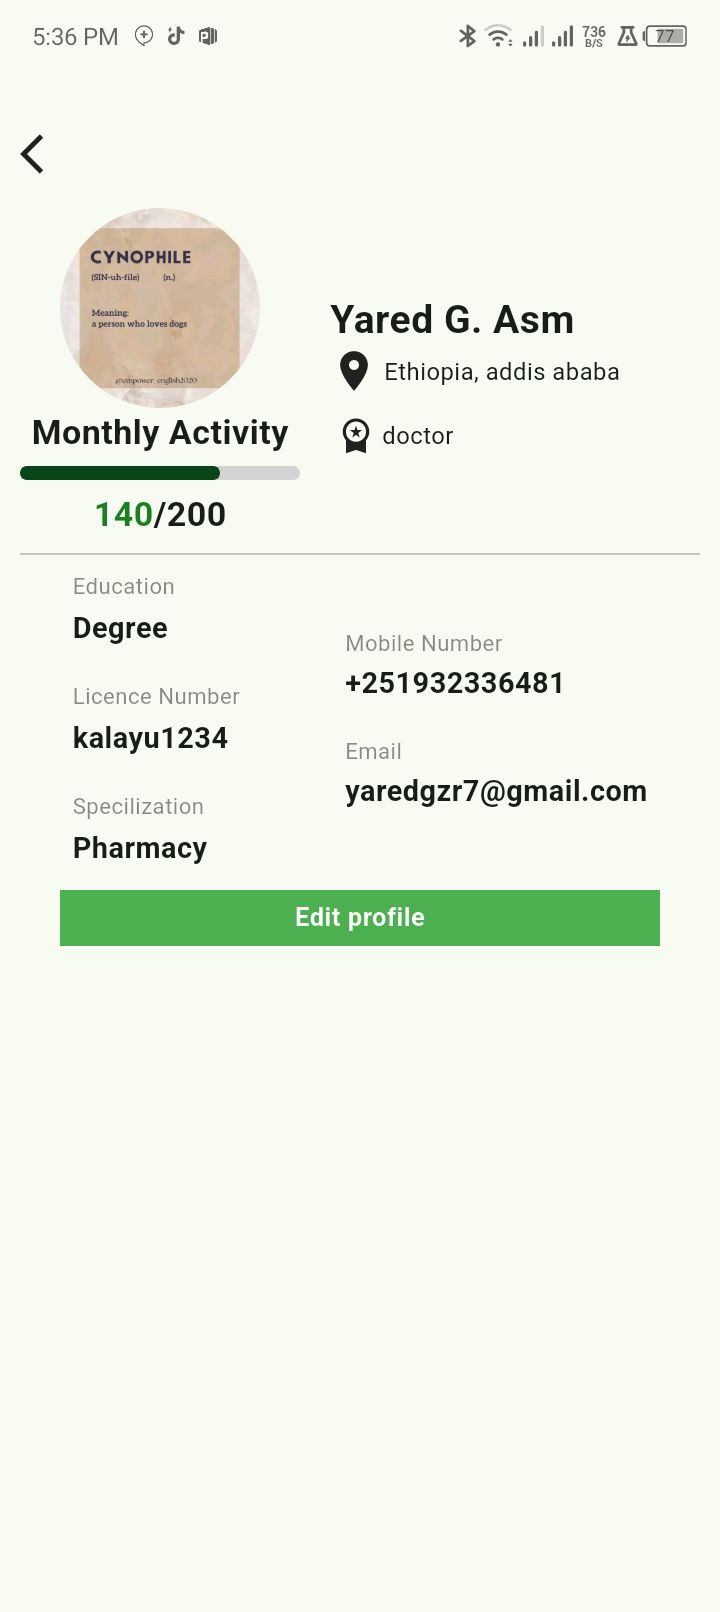 5:36 PM
736
B/S
77
CYNOPHILE
(SIN-uh-file) (n.)
Meaning:
a person who loves dogs
@empower_english2020
Yared G. Asm
Ethiopia, addis ababa
doctor
Monthly Activity
140/200
Education
Degree
Licence Number
kalayu1234
Specilization
Pharmacy
Mobile Number
+251932336481
Email
yaredgzr7@gmail.com
Edit profile